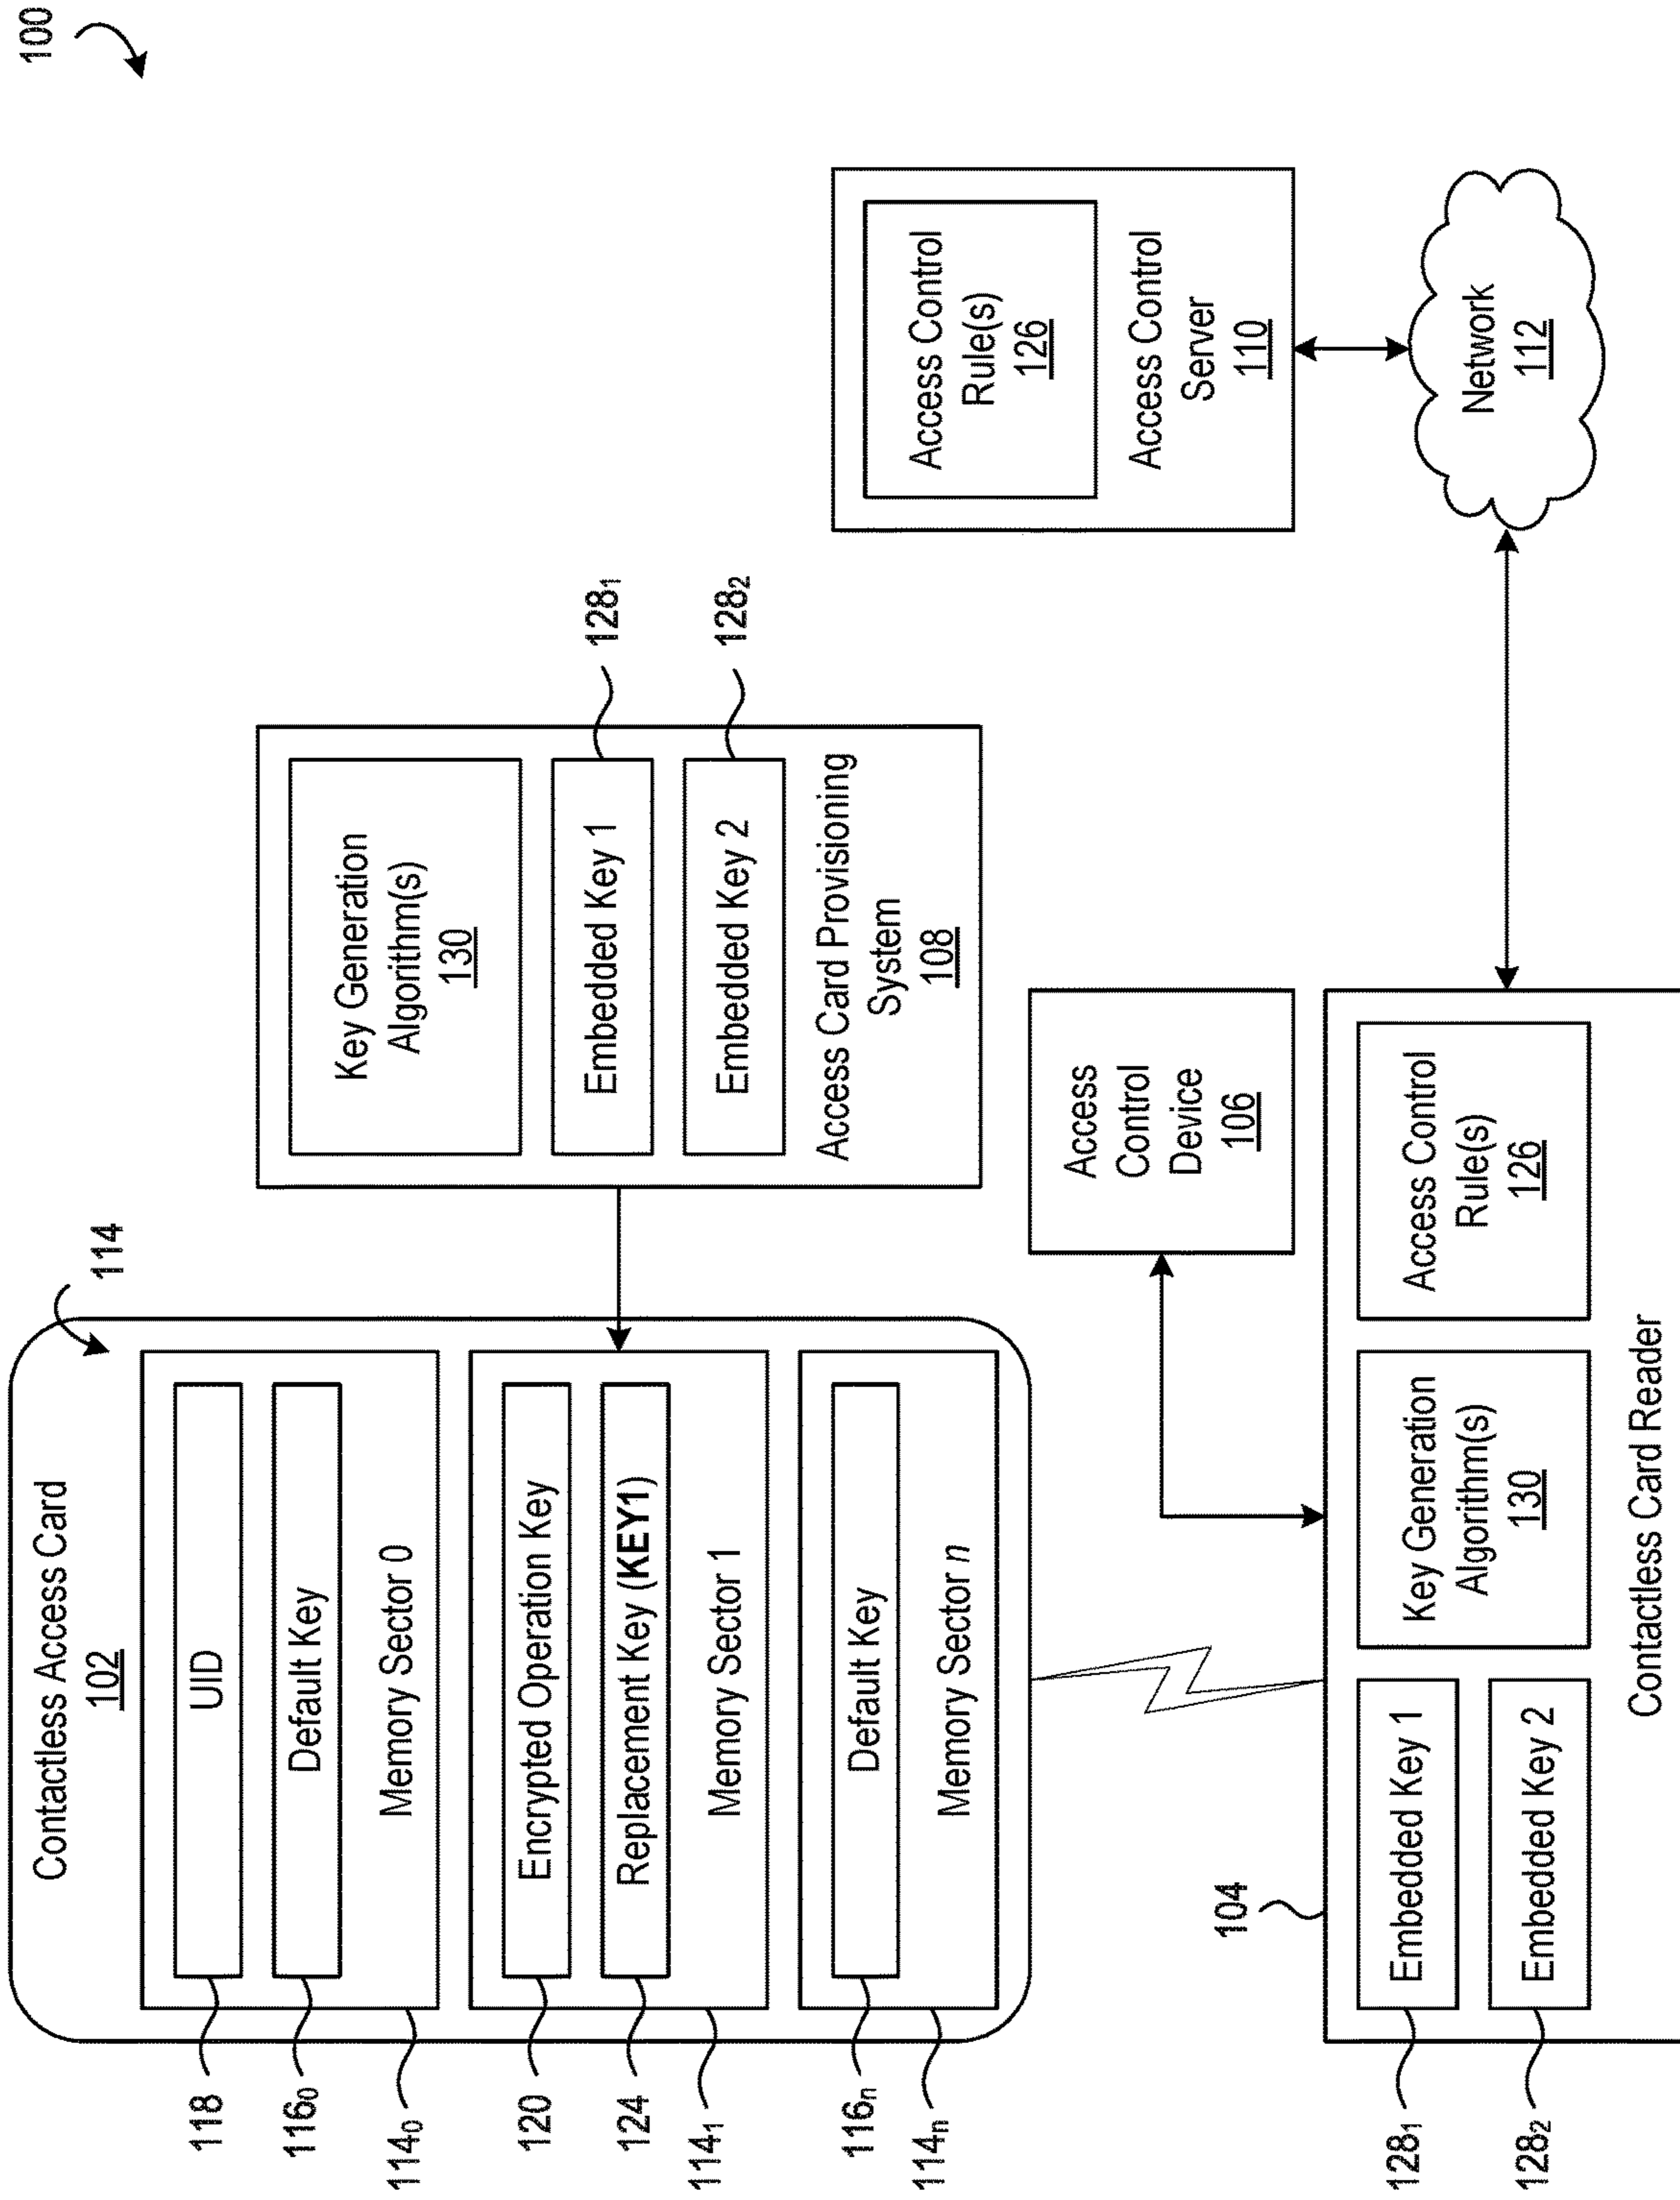 100
Contactless Access Card
102
114
UID
Default Key
Memory Sector 0
118
116₀
114₀
Encrypted Operation Key
Replacement Key (KEY1)
Memory Sector 1
120
124
114₁
Default Key
Memory Sector n
116ₙ
114ₙ
Key Generation
Algorithm(s)
130
Embedded Key 1
Embedded Key 2
Access Card Provisioning
System
108
128₁
128₂
Access Control
Rule(s)
126
Access Control
Server
110
Network
112
Access
Control
Device
106
104
Embedded Key 1
Embedded Key 2
128₁
128₂
Key Generation
Algorithm(s)
130
Access Control
Rule(s)
126
Contactless Card Reader